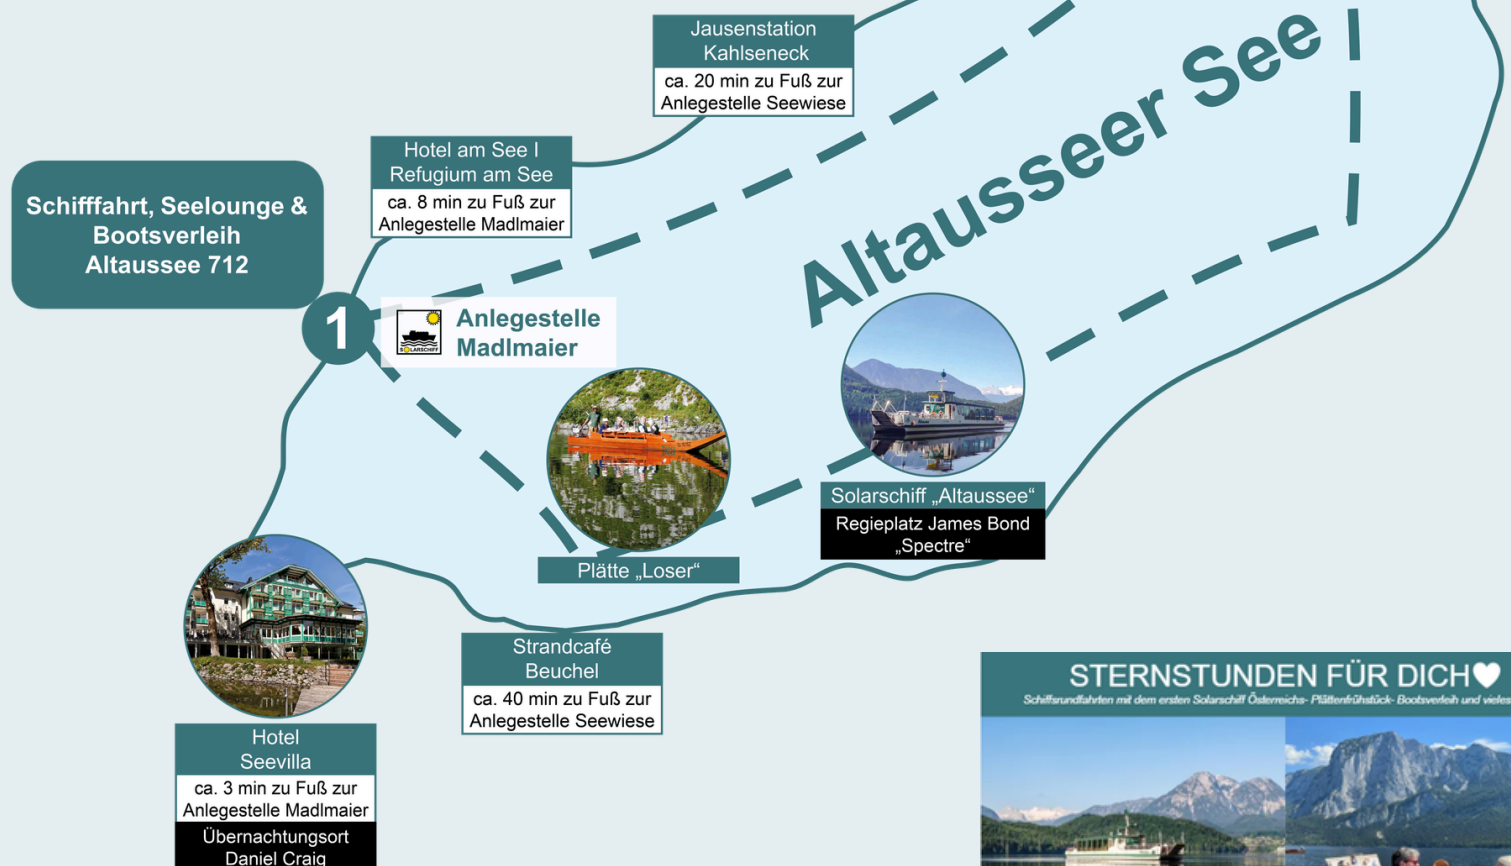 Jausenstation
Kahlseneck
ca. 20 min zu Fuß zur
Anlegestelle Seewiese
Altausseer See
Hotel am See I
Refugium am See
ca. 8 min zu Fuß zur
Anlegestelle Madlmaier
Schifffahrt, Seelounge &
Bootsverleih
Altaussee 712
1
SOLARSCHIFF
Anlegestelle
Madlmaier
Plätte „Loser“
Solarschiff „Altaussee“
Regieplatz James Bond
„Spectre“
Strandcafé
Beuchel
ca. 40 min zu Fuß zur
Anlegestelle Seewiese
Hotel
Seevilla
ca. 3 min zu Fuß zur
Anlegestelle Madlmaier
Übernachtungsort
Daniel Craig
STERNSTUNDEN FÜR DICH♥
Schiffsrundfahrten mit dem ersten Solarschiff Österreichs- Plättenfrühstück- Bootsverleih und vieles